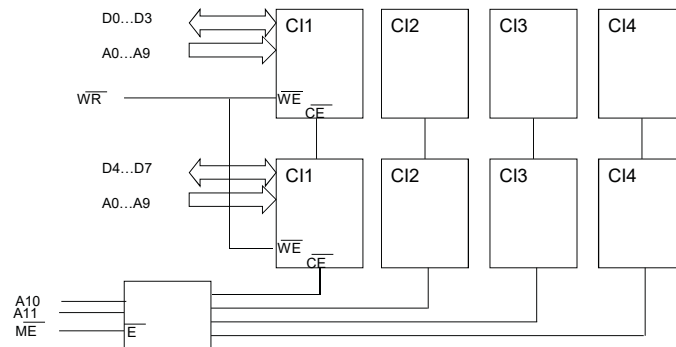 D0...D3
CI1
CI2
CI3
CI4
A0...A9
WR
WE
CE
D4...D7
CI1
CI2
CI3
CI4
A0...A9
WE
CE
A10
A11
ME
E